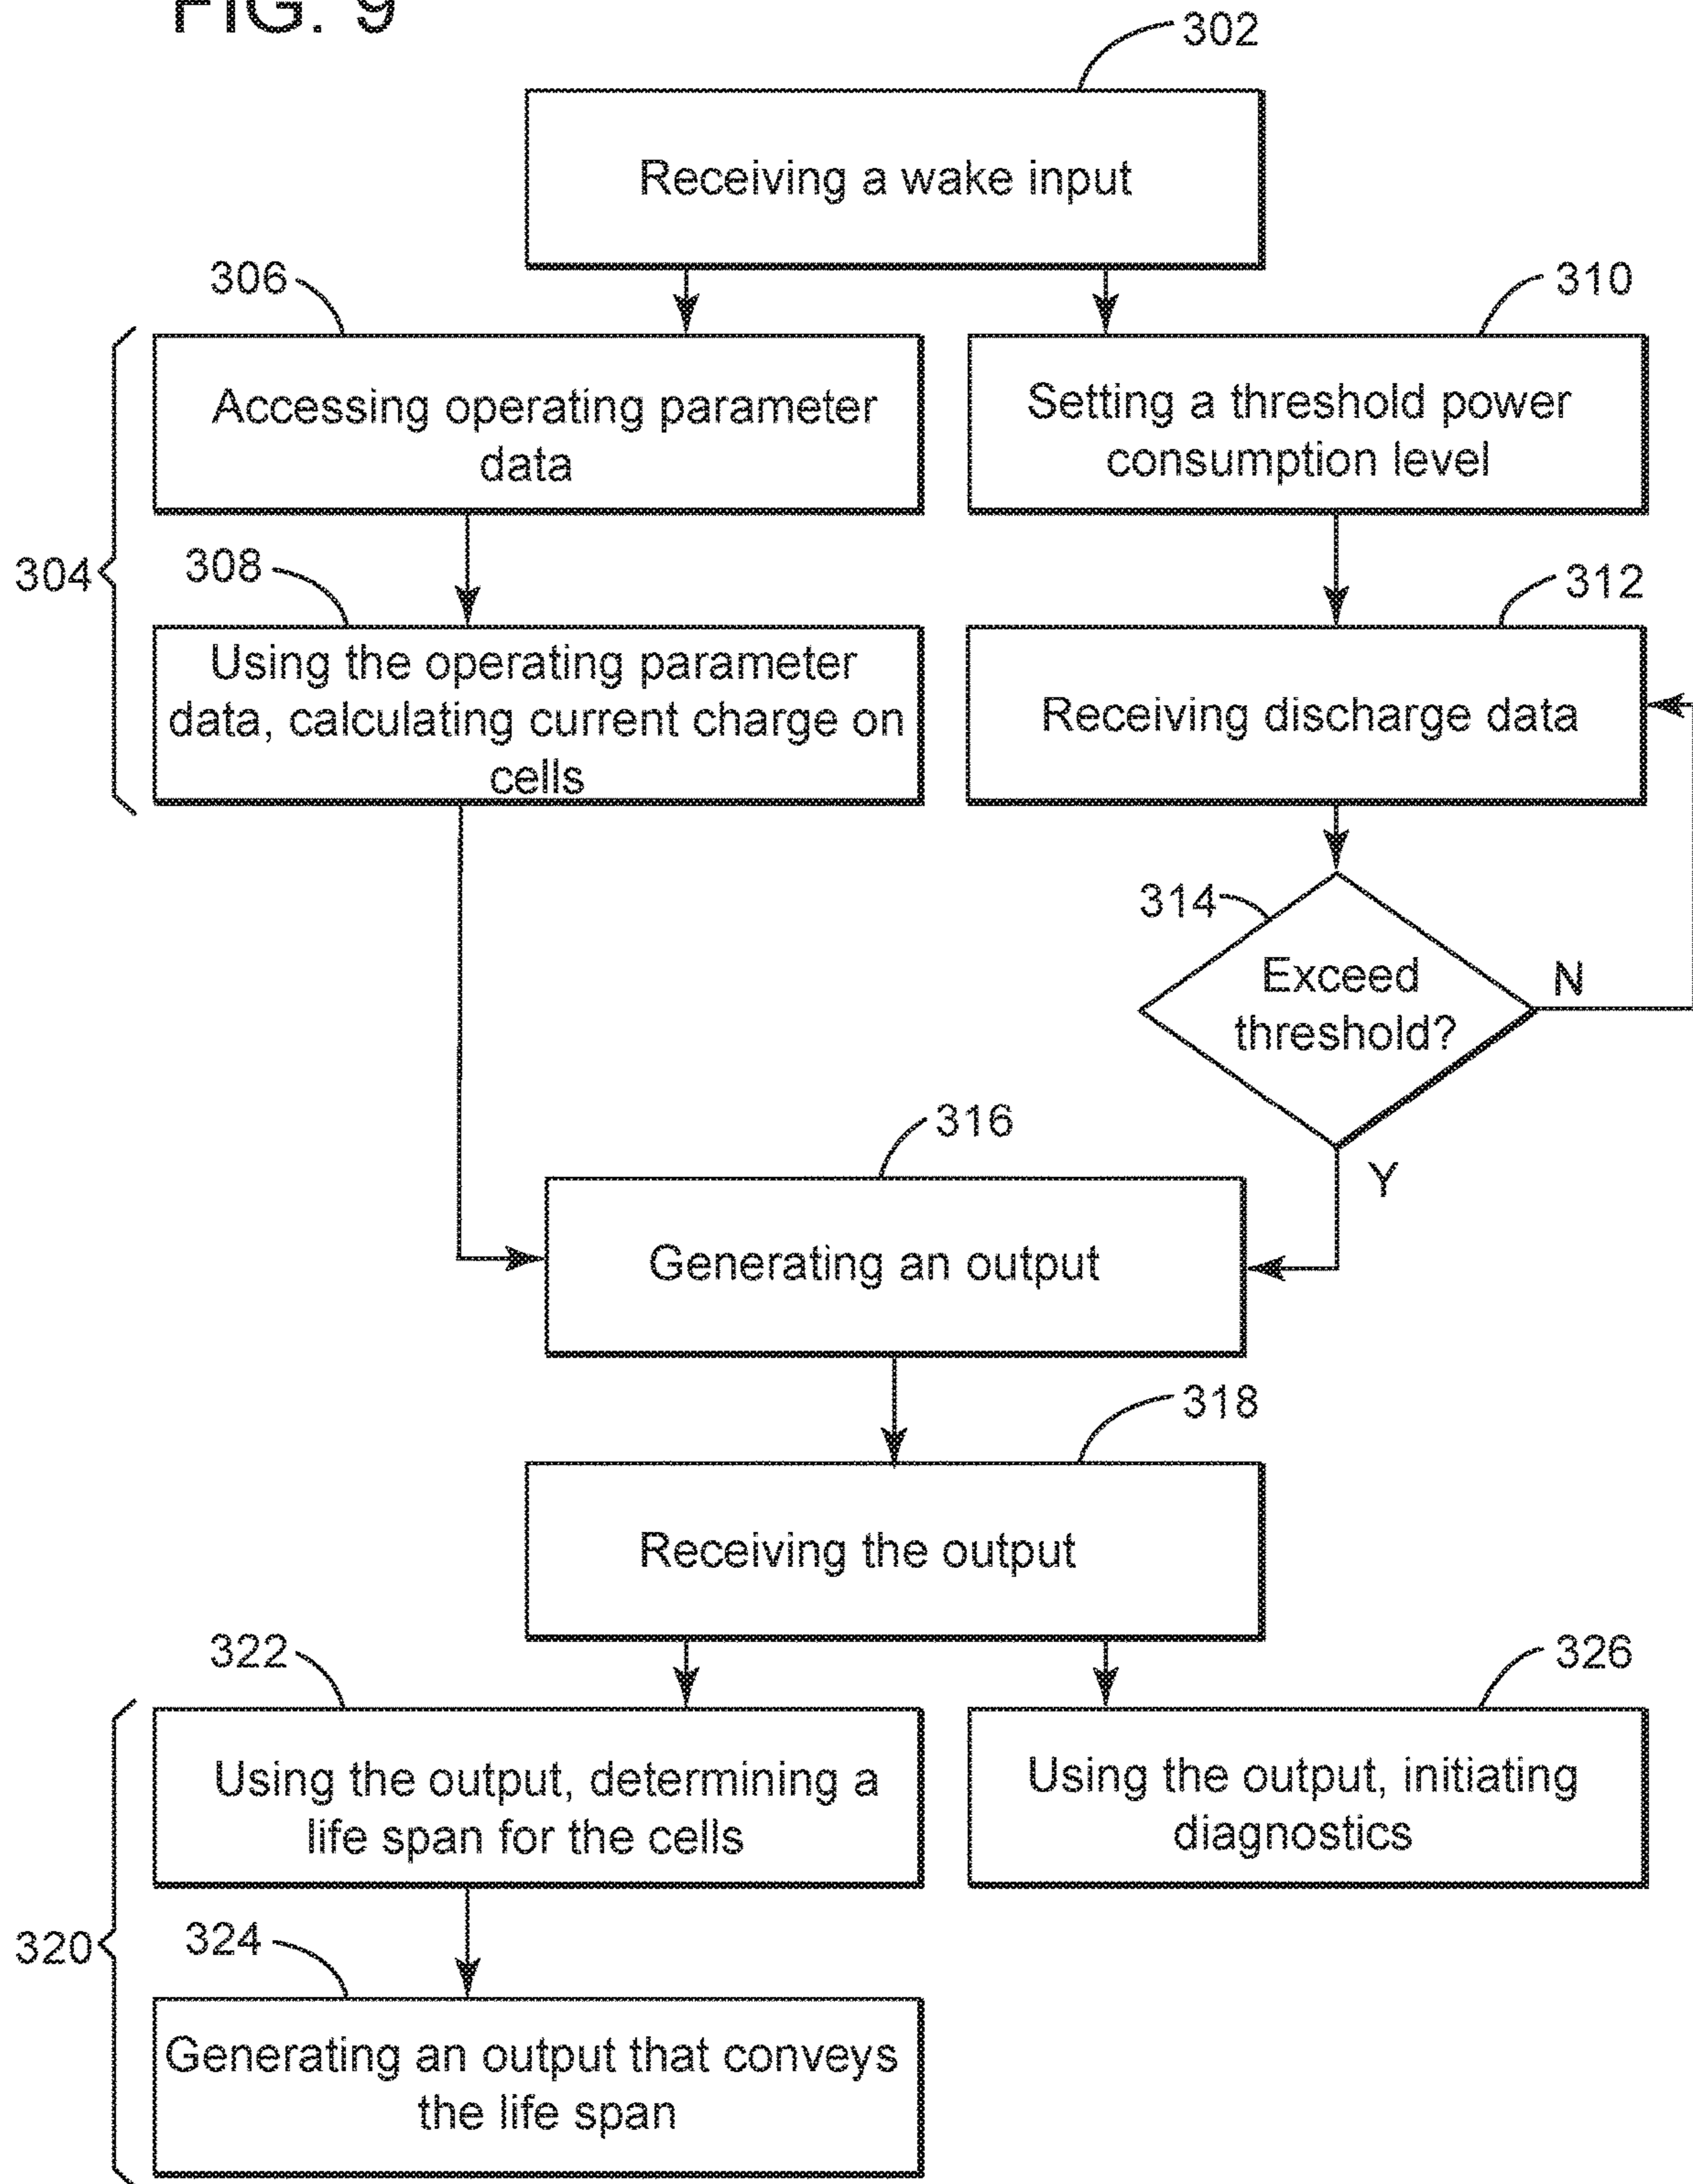 FIG. 9
302
Receiving a wake input
306
310
Accessing operating parameter
data
Setting a threshold power
consumption level
304
308
312
Using the operating parameter
data, calculating current charge on
cells
Receiving discharge data
314
Exceed
threshold?
N
Y
316
Generating an output
318
Receiving the output
322
326
Using the output, determining a
life span for the cells
Using the output, initiating
diagnostics
320
324
Generating an output that conveys
the life span